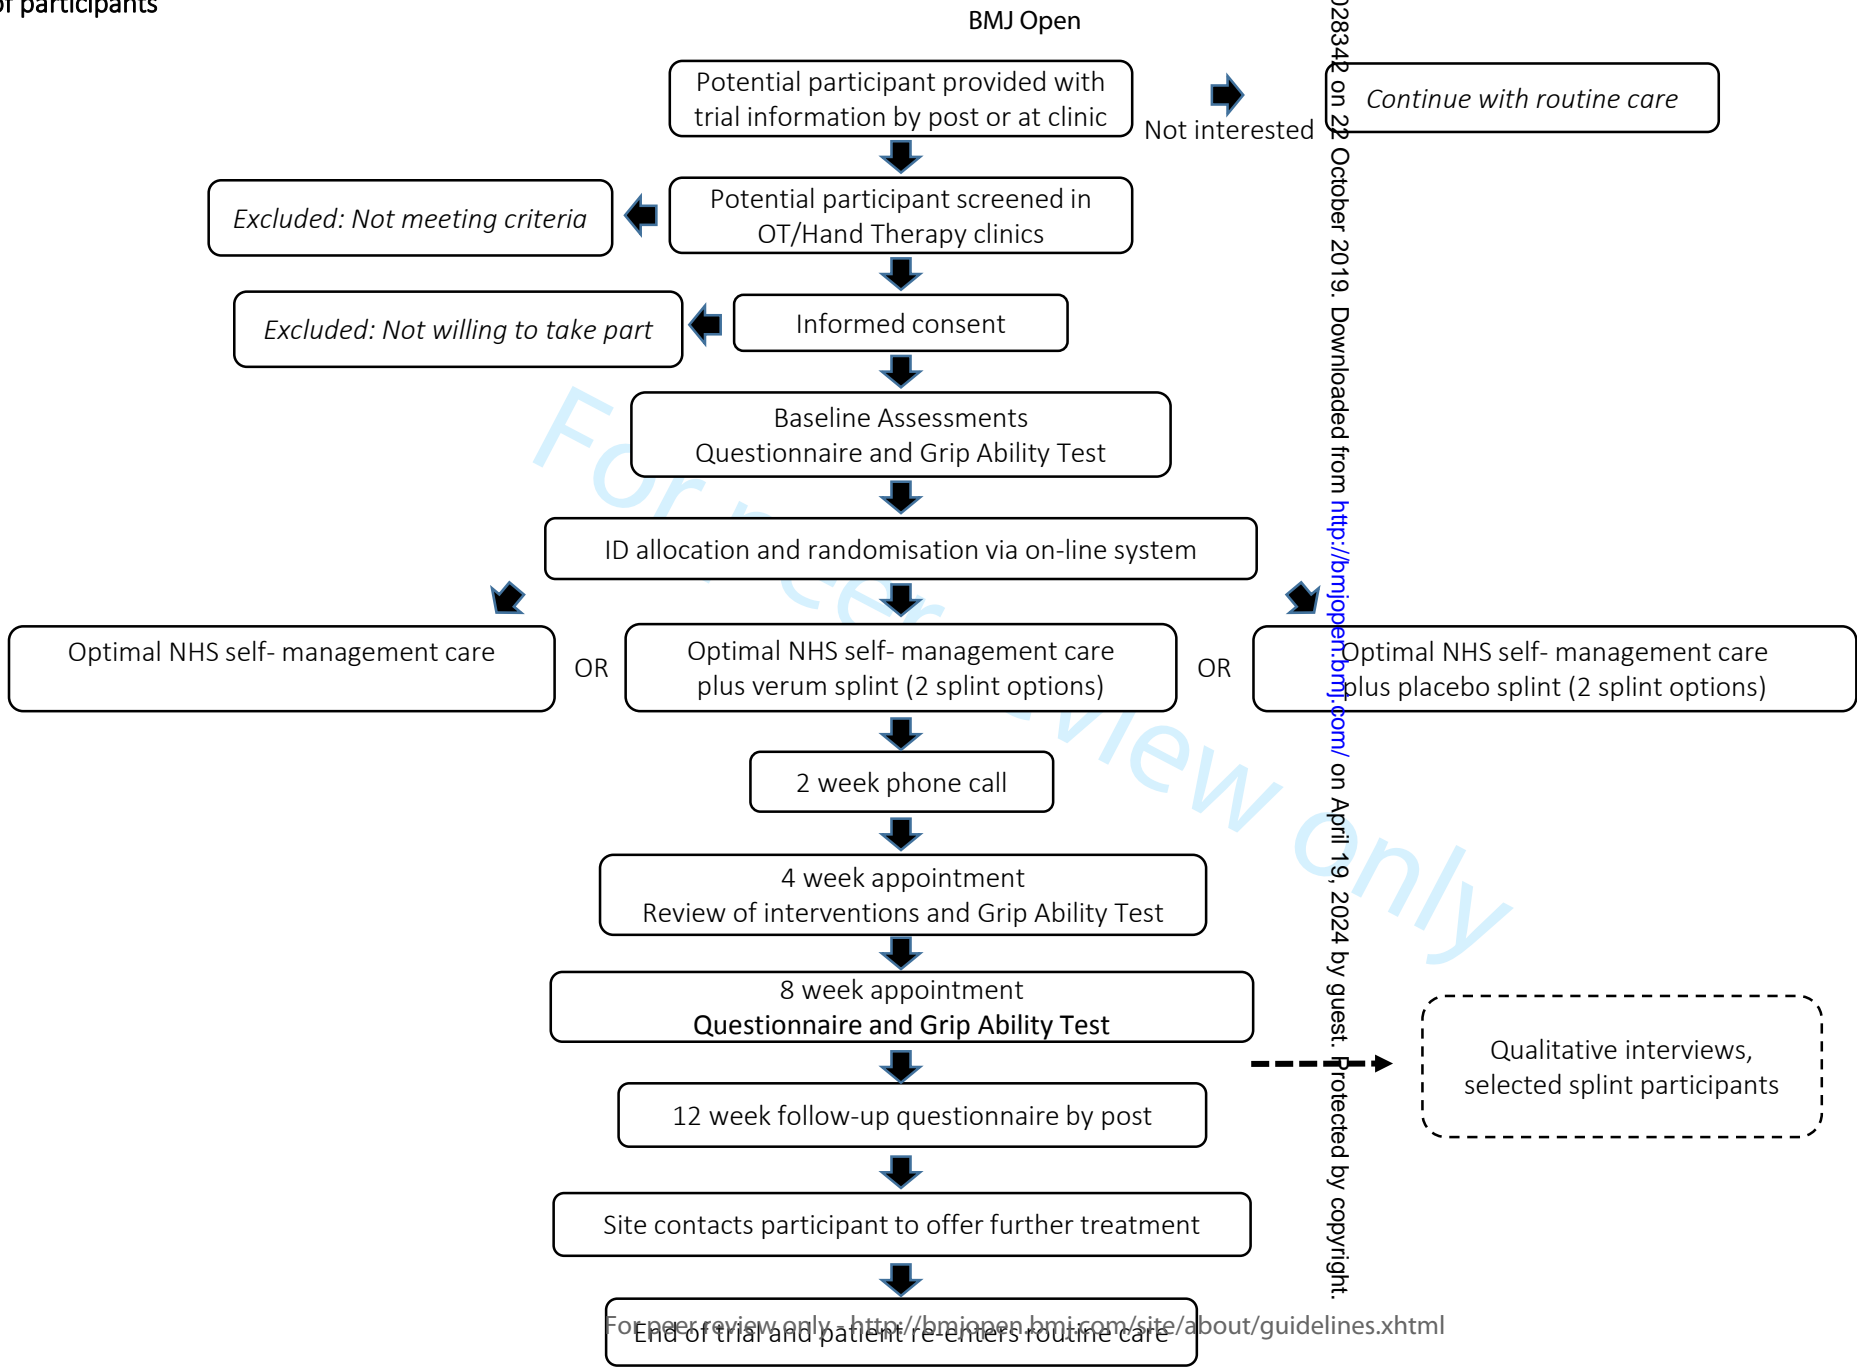 of participants
BMJ Open
Potential participant provided with
trial information by post or at clinic
Not interested
Continue with routine care
Potential participant screened in
OT/Hand Therapy clinics
Excluded: Not meeting criteria
Informed consent
Excluded: Not willing to take part
Baseline Assessments
Questionnaire and Grip Ability Test
ID allocation and randomisation via on-line system
Optimal NHS self- management care
OR
Optimal NHS self- management care
plus verum splint (2 splint options)
OR
Optimal NHS self- management care
plus placebo splint (2 splint options)
2 week phone call
4 week appointment
Review of interventions and Grip Ability Test
8 week appointment
Questionnaire and Grip Ability Test
Qualitative interviews,
selected splint participants
12 week follow-up questionnaire by post
Site contacts participant to offer further treatment
End of trial and patient re-enters routine care
For peer review only - http://bmjopen.bmj.com/site/about/guidelines.xhtml
For peer review only
028342 on 22 October 2019. Downloaded from http://bmjopen.bmj.com/ on April 19, 2024 by guest. Protected by copyright.